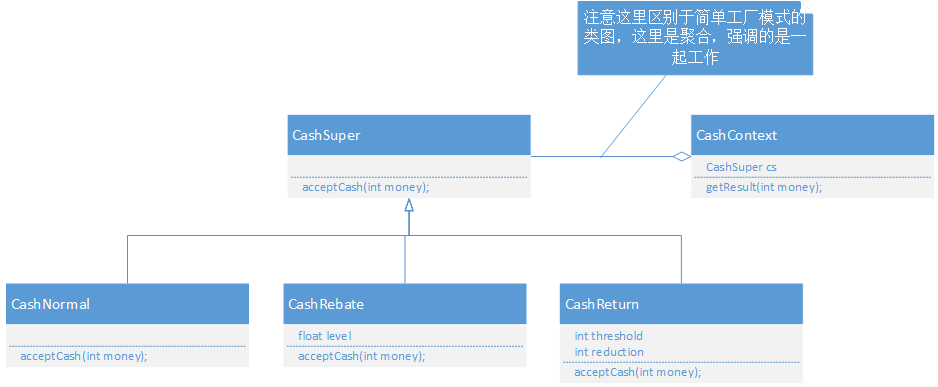 注意这里区别于简单工厂模式的
类图，这里是聚合，强调的是一
起工作
CashSuper
acceptCash(int money);
CashContext
CashSuper cs
getResult(int money);
CashNormal
acceptCash(int money);
CashRebate
float level
acceptCash(int money);
CashReturn
int threshold
int reduction
acceptCash(int money);